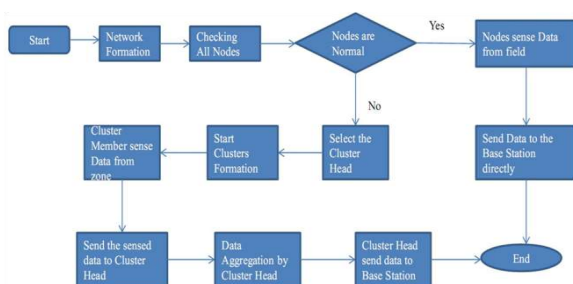 Start
Network
Formation
Checking
All Nodes
Nodes are
Normal
Yes
Nodes sense Data
from field
No
Cluster
Member sense
Data from
zone
Start
Clusters
Formation
Select the
Cluster
Head
Send Data to the
Base Station
directly
Send the sensed
data to Cluster
Head
Data
Aggregation by
Cluster Head
Cluster Head
send data to
Base Station
End